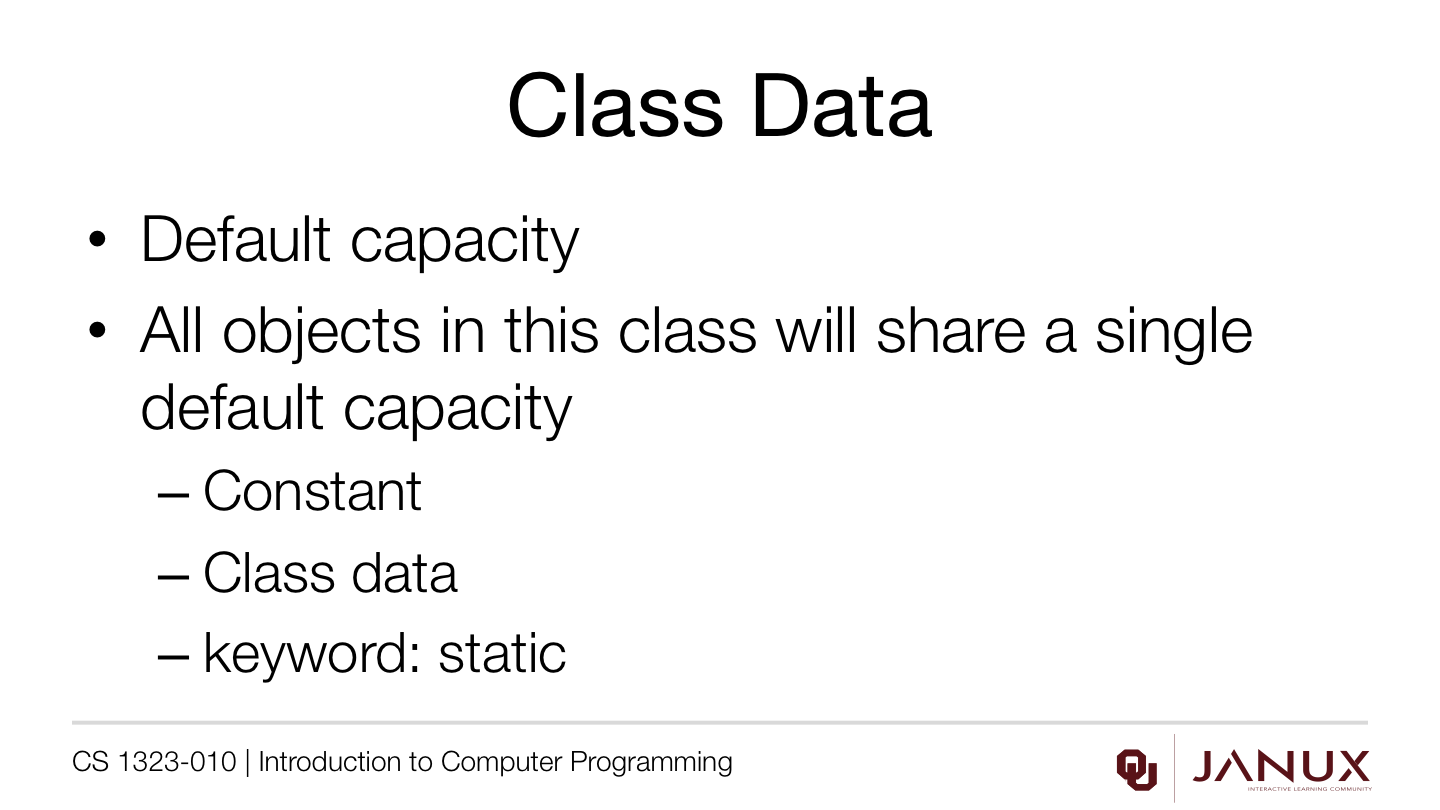 Class Data
• Default capacity
• All objects in this class will share a single
default capacity
– Constant
– Class data
– keyword: static
CS 1323-010 | Introduction to Computer Programming
OU
JANUX
INTERACTIVE LEARNING COMMUNITY